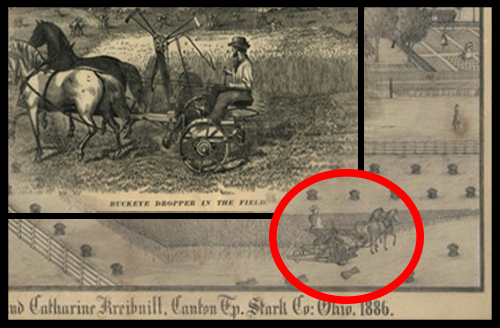 BUCKEYE DROPPER IN THE FIELD.
nd Catharine Kreibuill, Canton Tp. Stark Co: Ohio. 1886.